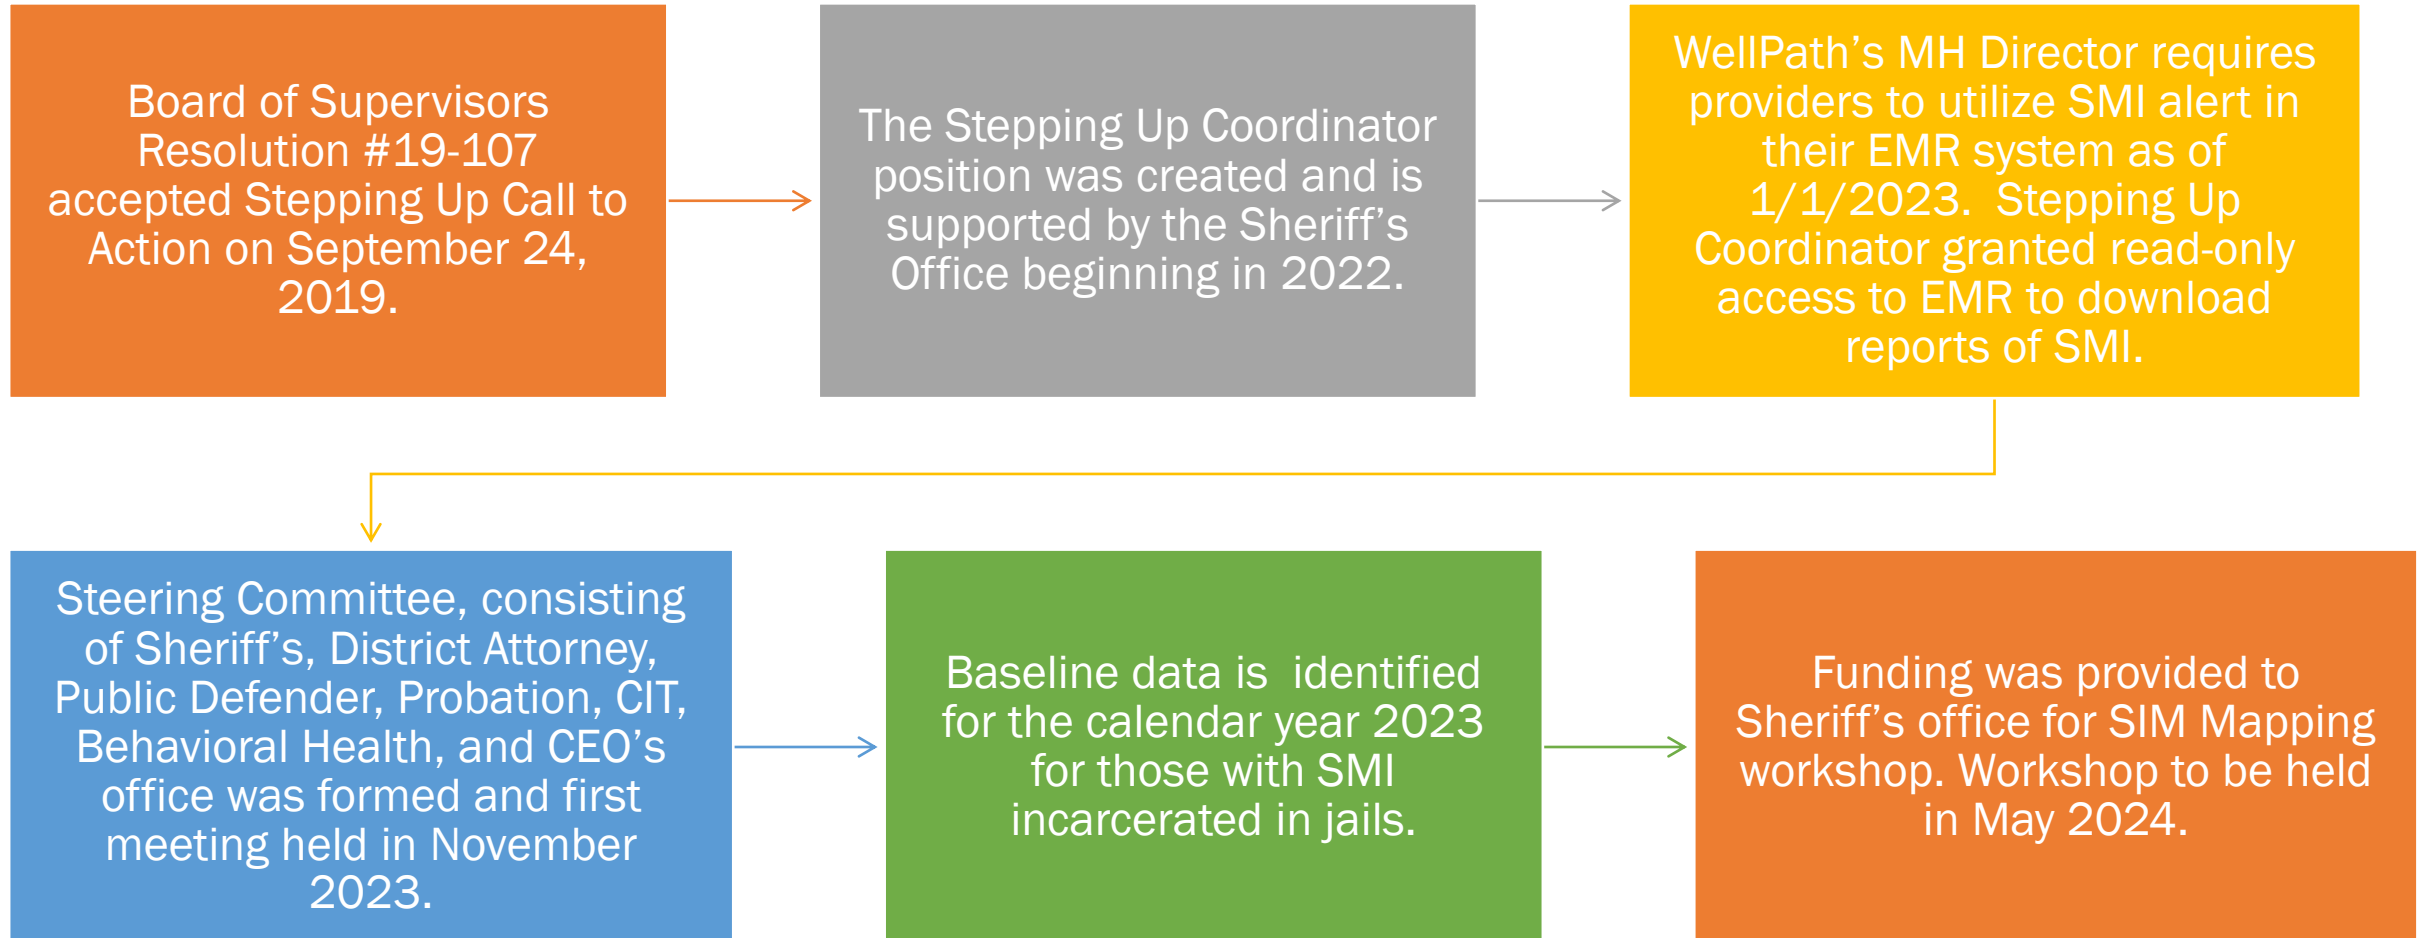 Board of Supervisors
Resolution #19-107
accepted Stepping Up Call to
Action on September 24,
2019.
The Stepping Up Coordinator
position was created and is
supported by the Sheriff’s
Office beginning in 2022.
WellPath’s MH Director requires
providers to utilize SMI alert in
their EMR system as of
1/1/2023.  Stepping Up
Coordinator granted read-only
access to EMR to download
reports of SMI.
Steering Committee, consisting
of Sheriff’s, District Attorney,
Public Defender, Probation, CIT,
Behavioral Health, and CEO’s
office was formed and first
meeting held in November
2023.
Baseline data is  identified
for the calendar year 2023
for those with SMI
incarcerated in jails.
Funding was provided to
Sheriff’s office for SIM Mapping
workshop. Workshop to be held
in May 2024.